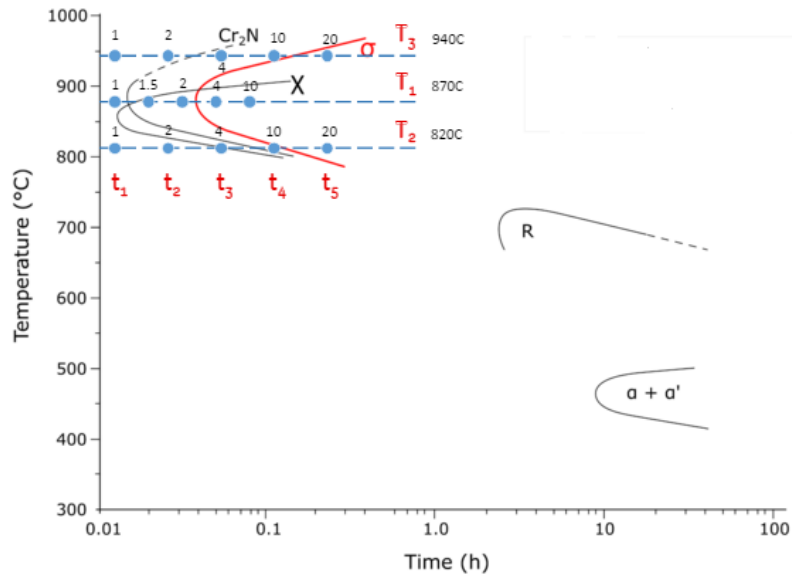 1000
1
2
Cr₂N
10
20
T₃
940C
σ
4
900
1
1.5
2
4
10
X
T₁
870C
1
2
4
10
20
T₂
820C
800
t₁
t₂
t₃
t₄
t₅
700
R
600
500
α + α'
400
300
0.01
0.1
1.0
10
100
Time (h)
Temperature (°C)